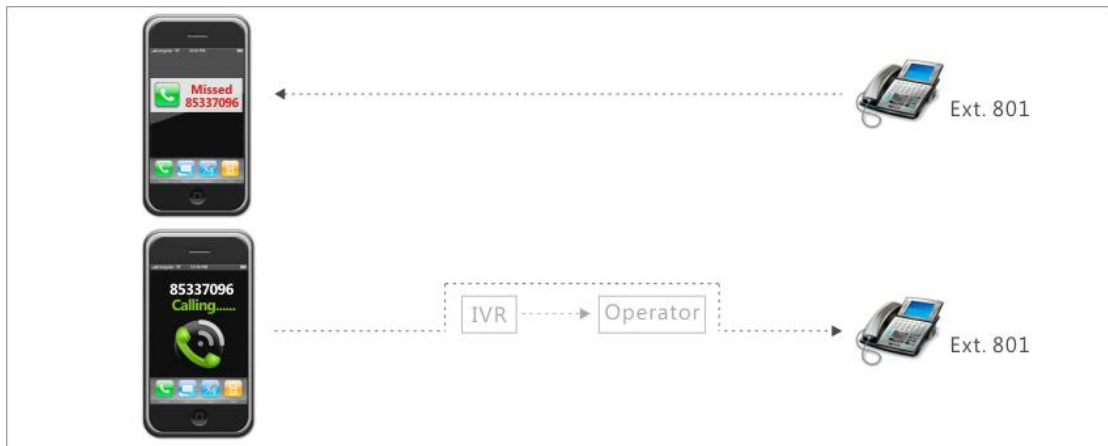 Missed
85337096
Ext. 801
85337096
Calling......
IVR
Operator
Ext. 801